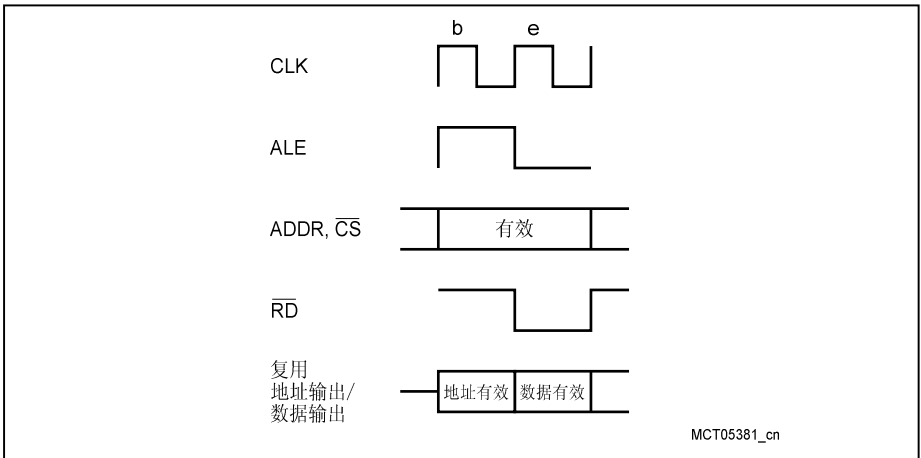 b e
CLK
ALE
ADDR, CS
有效
RD
复用
地址输出/
数据输出
地址有效 数据有效
MCT05381_cn